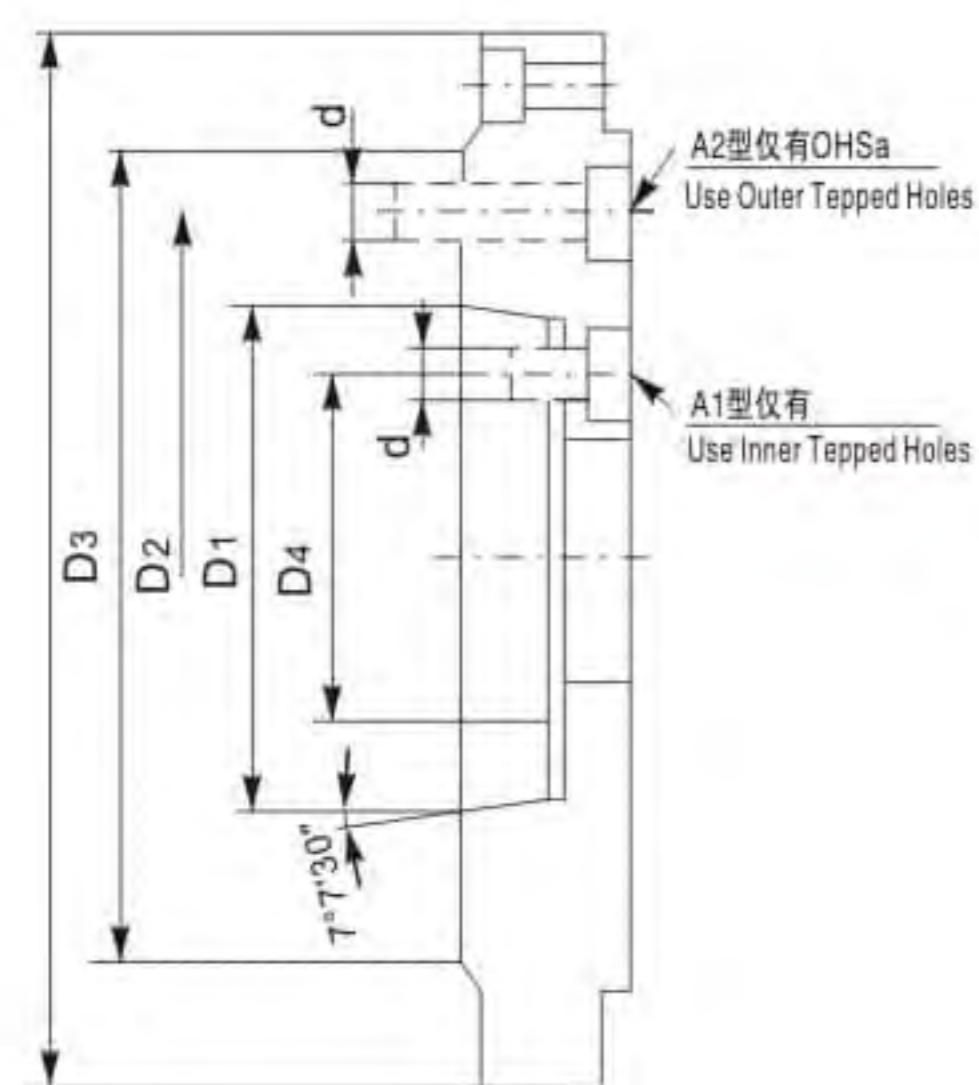 d
A2型仅有OHSa
Use Outer Tepped Holes
A1型仅有
Use Inner Tepped Holes
d
D3
D2
D1
D4
7°7'30"